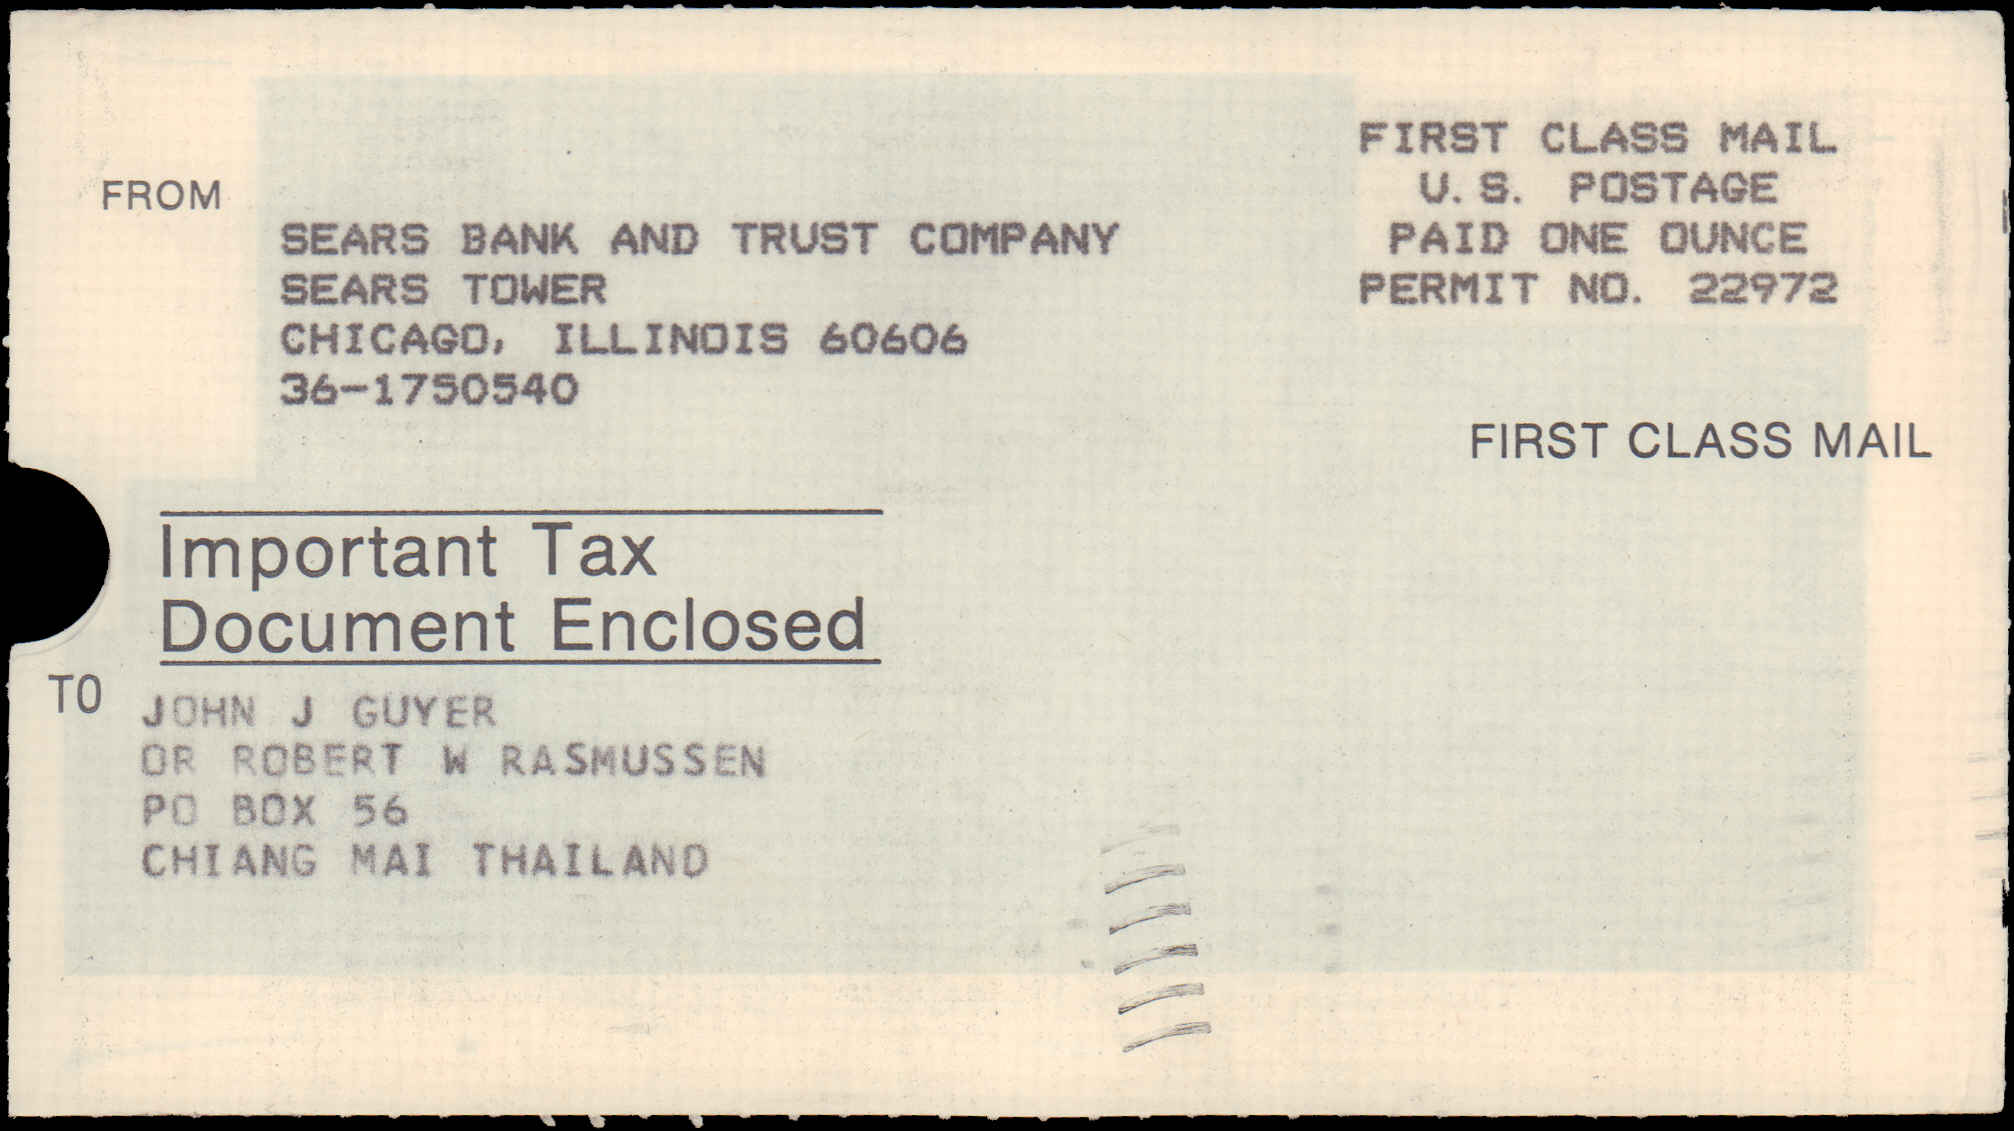 FROM
SEARS BANK AND TRUST COMPANY
SEARS TOWER
CHICAGO, ILLINOIS 60606
36-1750540
FIRST CLASS MAIL
U.S. POSTAGE
PAID ONE OUNCE
PERMIT NO. 22972
FIRST CLASS MAIL
Important Tax
Document Enclosed
TO
JOHN J GUYER
OR ROBERT W RASMUSSEN
PO BOX 56
CHIANG MAI THAILAND